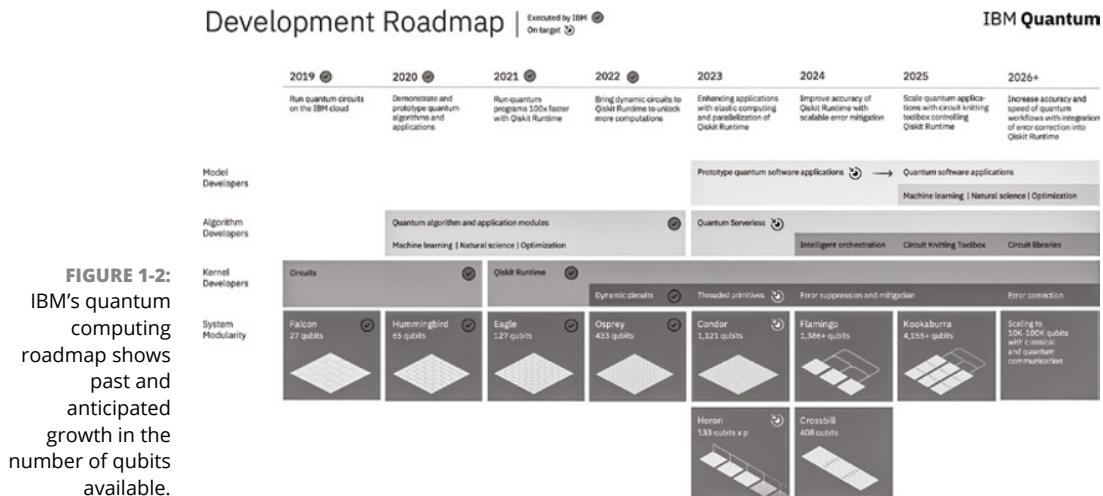 Development Roadmap
Executed by IBM
On target
IBM Quantum
2019
2020
2021
2022
2023
2024
2025
2026+
Run quantum circuits
on the IBM cloud
Demonstrate and
prototype quantum
algorithms and
applications
Run quantum
programs 100x faster
with Qiskit Runtime
Bring dynamic circuits to
Qiskit Runtime to unlock
more computations
Enhancing applications
with elastic computing
and parallelization of
Qiskit Runtime
Improve accuracy of
Qiskit Runtime with
scalable error mitigation
Scale quantum applica-
tions with circuit knitting
toolbox controlling
Qiskit Runtime
Increase accuracy and
speed of quantum
workflows with integration
of error correction into
Qiskit Runtime
Model
Developers
Prototype quantum software applications
Quantum software applications
Machine learning | Natural science | Optimization
Algorithm
Developers
Quantum algorithm and application modules
Machine learning | Natural science | Optimization
Quantum Serverless
Intelligent orchestration
Circuit Knitting Toolbox
Circuit libraries
Kernel
Developers
Circuits
Qiskit Runtime
Dynamic circuits
Threaded primitives
Error suppression and mitigation
Error correction
System
Modularity
Falcon
27 qubits
Hummingbird
65 qubits
Eagle
127 qubits
Osprey
433 qubits
Condor
1,121 qubits
Flamingo
1,386+ qubits
Kookaburra
4,158+ qubits
Scaling to
10K-100K qubits
with classical
and quantum
communication
Heron
133 qubits x p
Crossbill
408 qubits
FIGURE 1-2:
IBM's quantum
computing
roadmap shows
past and
anticipated
growth in the
number of qubits
available.